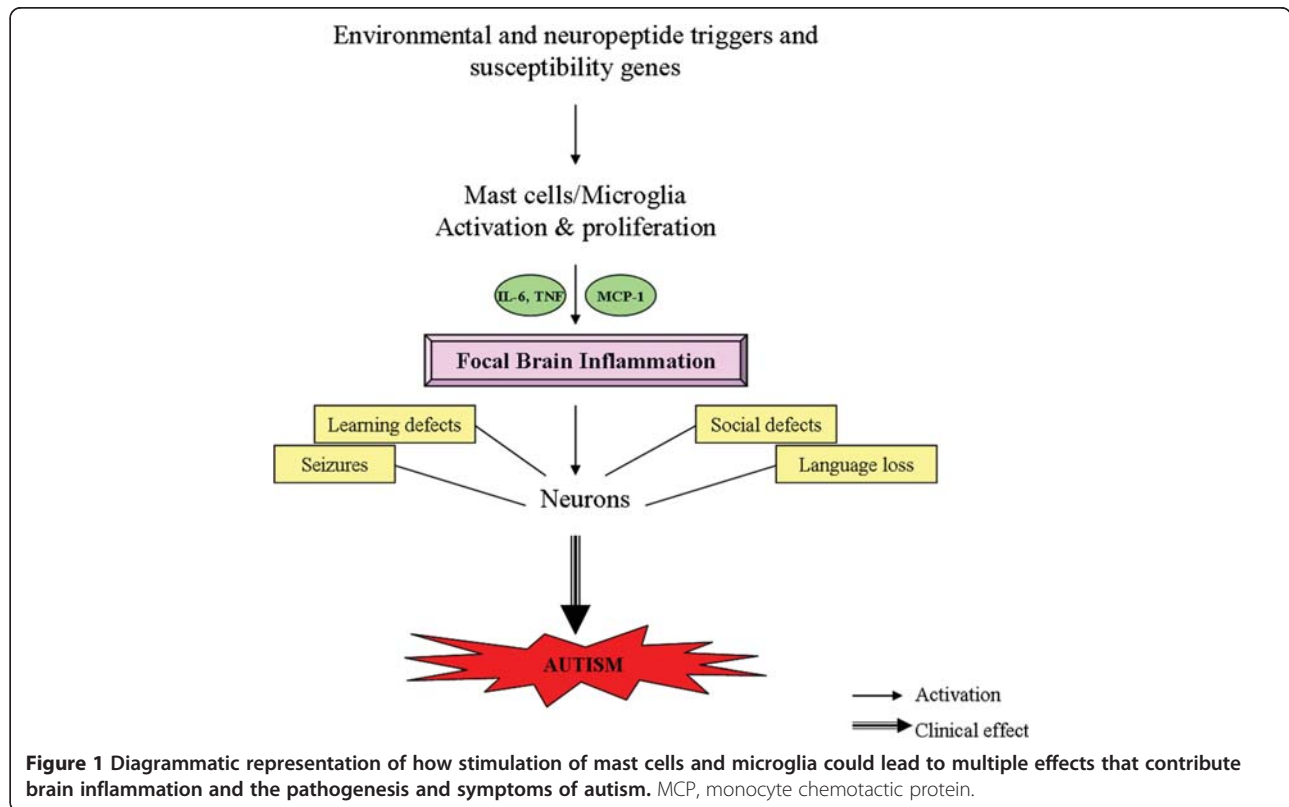 Environmental and neuropeptide triggers and
susceptibility genes
Mast cells/Microglia
Activation & proliferation
IL-6, TNF
MCP-1
Focal Brain Inflammation
Learning defects
Social defects
Seizures
Language loss
Neurons
AUTISM
Activation
Clinical effect
Figure 1 Diagrammatic representation of how stimulation of mast cells and microglia could lead to multiple effects that contribute
brain inflammation and the pathogenesis and symptoms of autism. MCP, monocyte chemotactic protein.